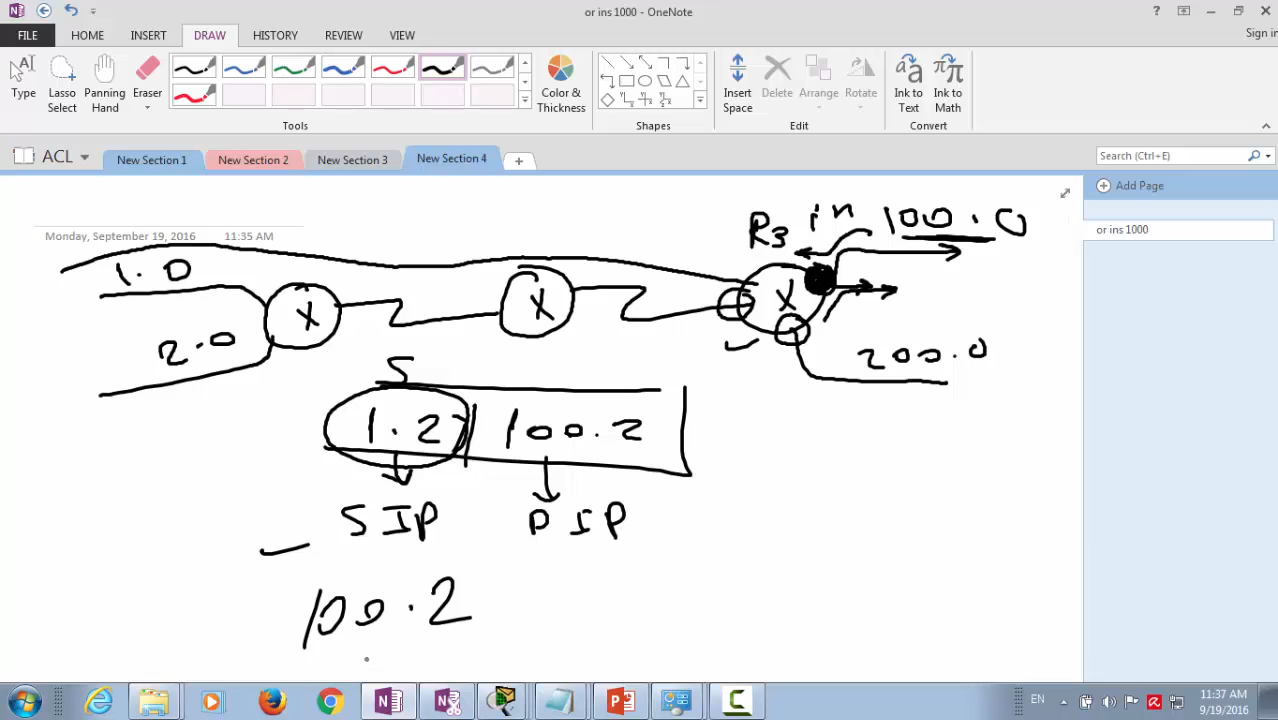 or ins 1000 - OneNote
Sign in
FILE HOME INSERT DRAW HISTORY REVIEW VIEW
Type Lasso Select Panning Hand Eraser Color & Thickness Insert Space Delete Arrange Rotate Ink to Text Ink to Math
Tools Shapes Edit Convert
ACL New Section 1 New Section 2 New Section 3 New Section 4
Search (Ctrl+E)
Add Page
or ins 1000
Monday, September 19, 2016 11:35 AM
R3 in 100.0
1.0
X X X
2.0
200.0
S
1.2 100.2
SIP DIP
100.2
EN
11:37 AM
9/19/2016